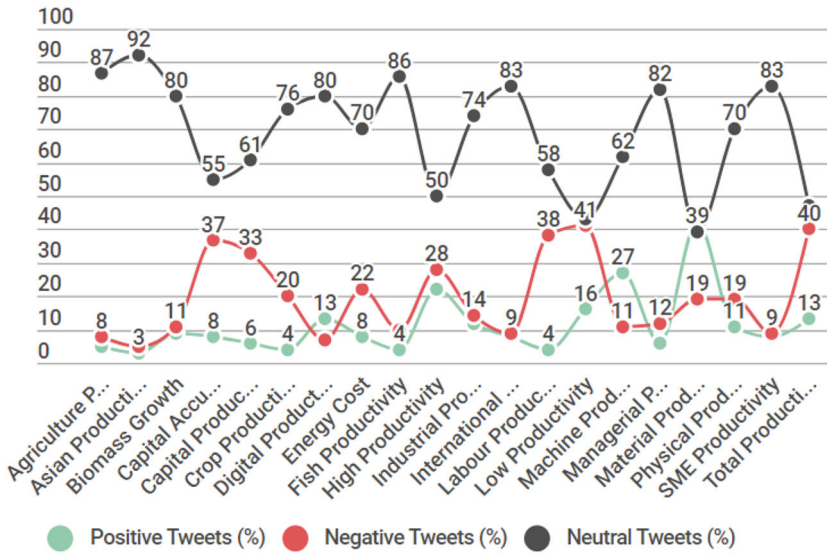 100
90
80
70
60
50
40
30
20
10
0
87 92 80 55 61 76 80 70 86 50 74 83 58 41 62 82 39 70 83 40
8 3 11 37 33 20 13 22 4 28 14 9 38 16 27 12 19 19 9 13
8 6 4 8 4 11 11
Agriculture P...
Asian Producti...
Biomass Growth
Capital Accu...
Capital Produc...
Crop Producti...
Digital Product...
Energy Cost
Fish Productivity
High Productivity
Industrial Pro...
International ...
Labour Produc...
Low Productivity
Machine Prod...
Managerial P...
Material Prod...
Physical Prod...
SME Productivity
Total Producti...
Positive Tweets (%) Negative Tweets (%) Neutral Tweets (%)